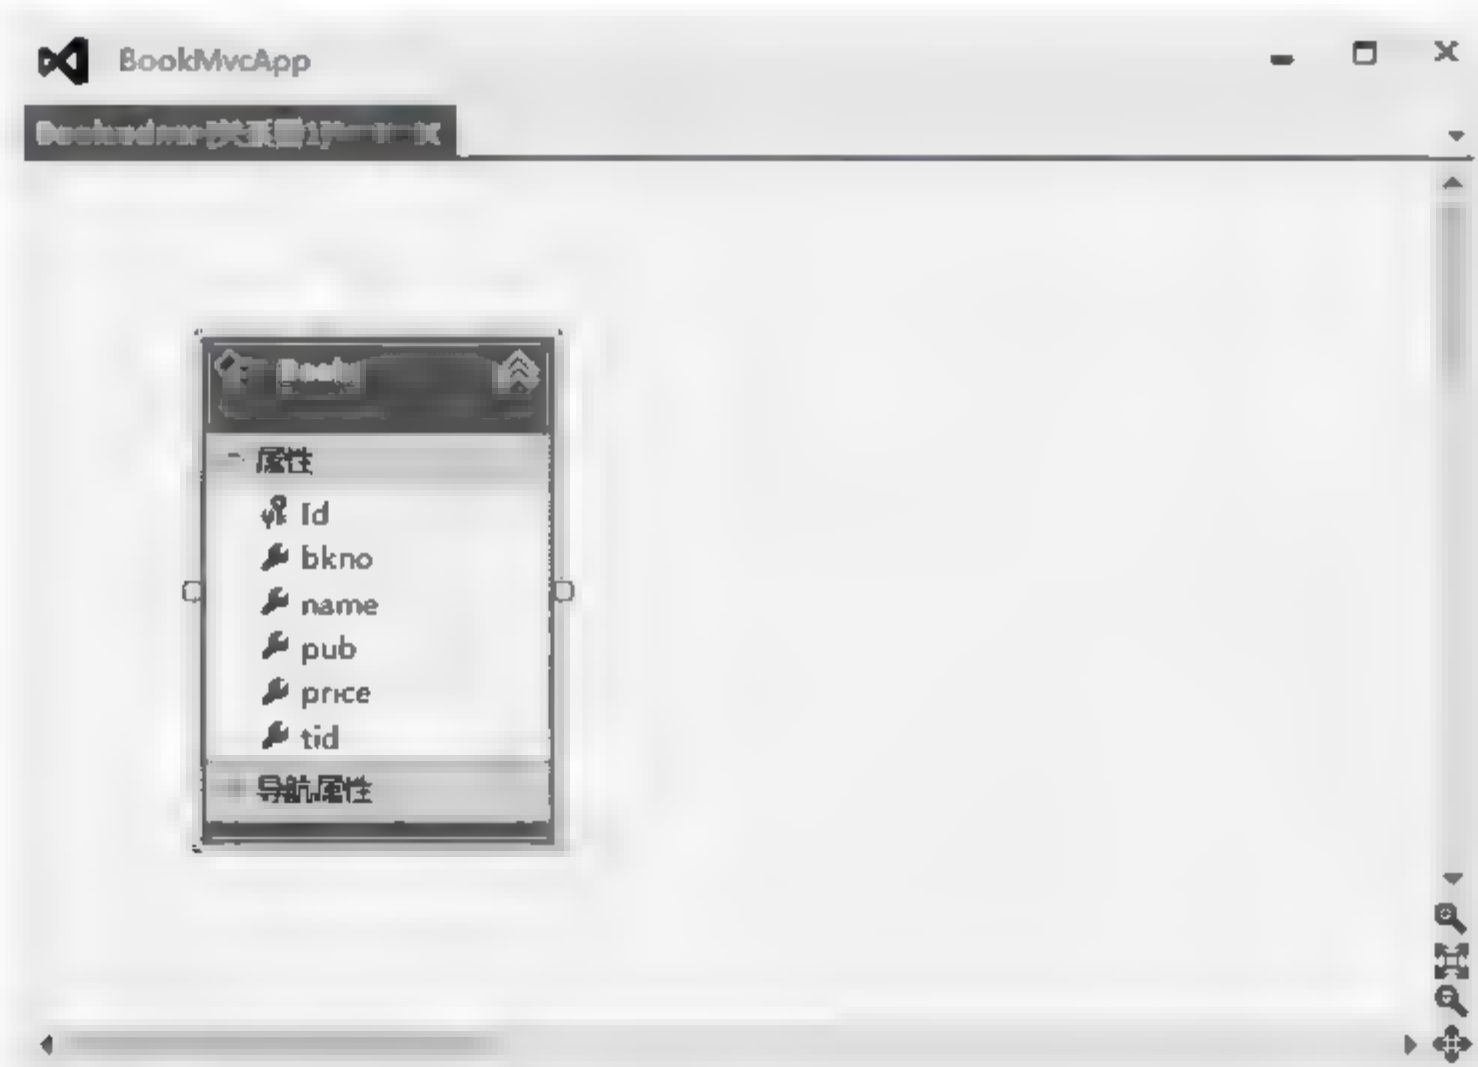 BookMvcApp
属性
Id
bkno
name
pub
price
tid
导航属性